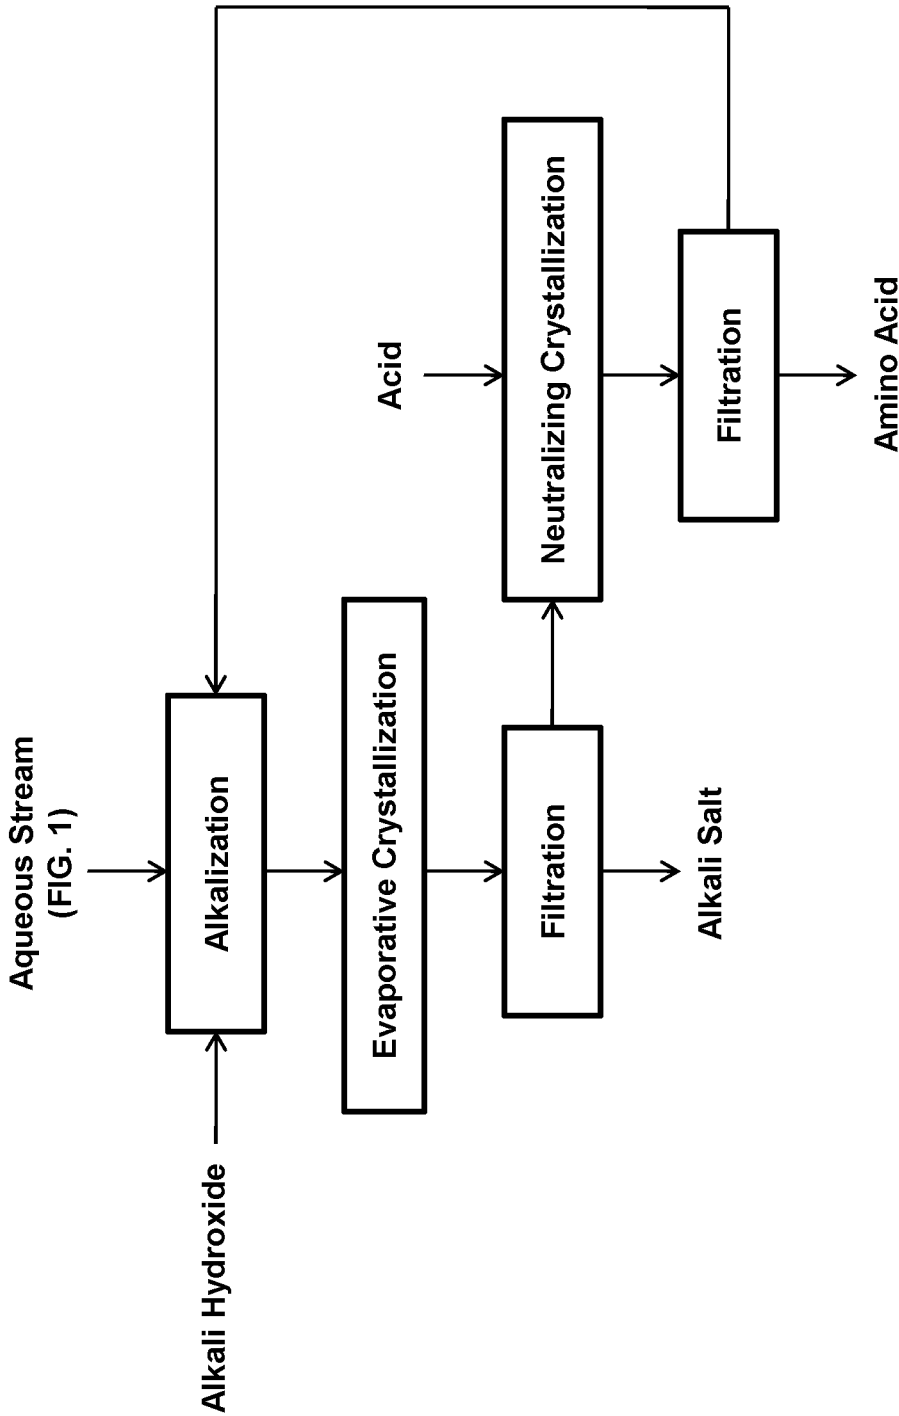 Aqueous Stream
(FIG. 1)
Alkali Hydroxide
Alkalization
Evaporative Crystallization
Filtration
Alkali Salt
Acid
Neutralizing Crystallization
Filtration
Amino Acid